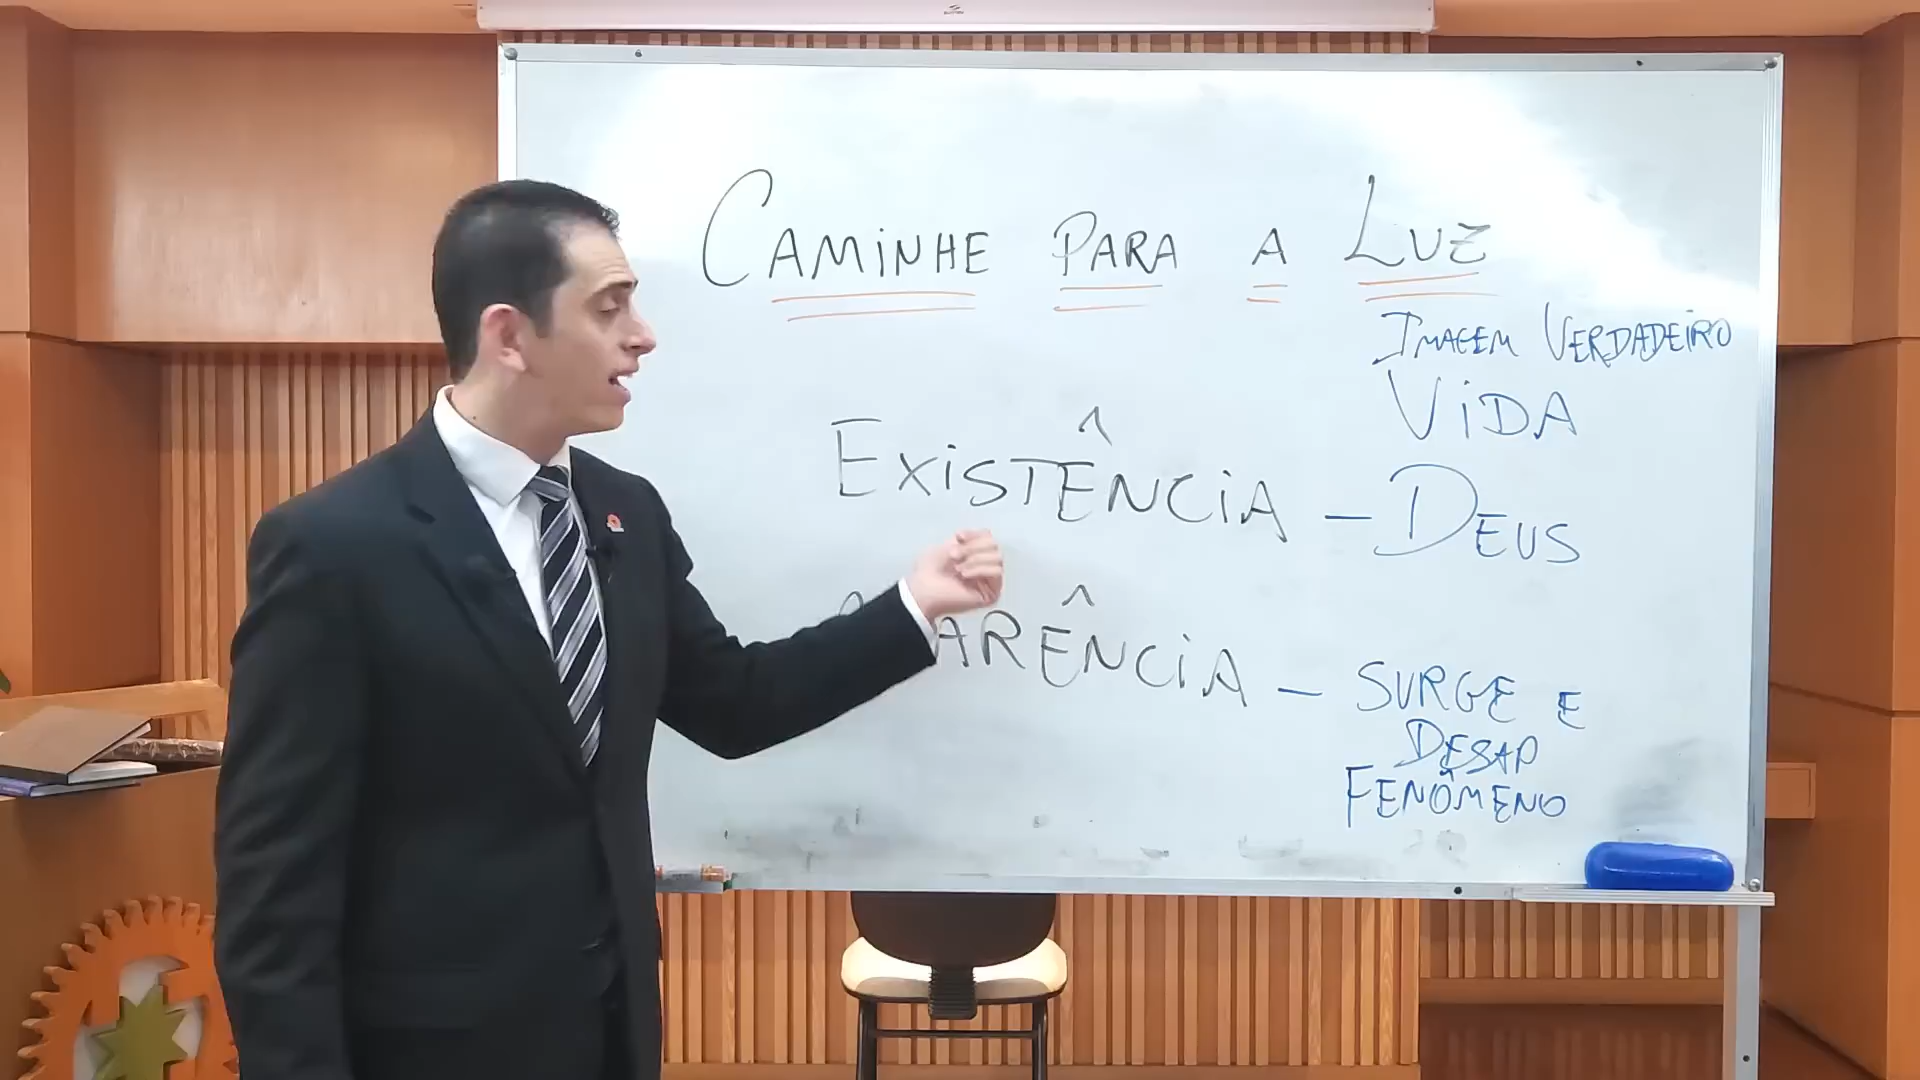 CAMINHE PARA A LUZ
IMAGEM VERDADEIRO
VIDA
EXISTÊNCIA — DEUS
ARÊNCIA — SURGE E
DESAP
FENÔMENO